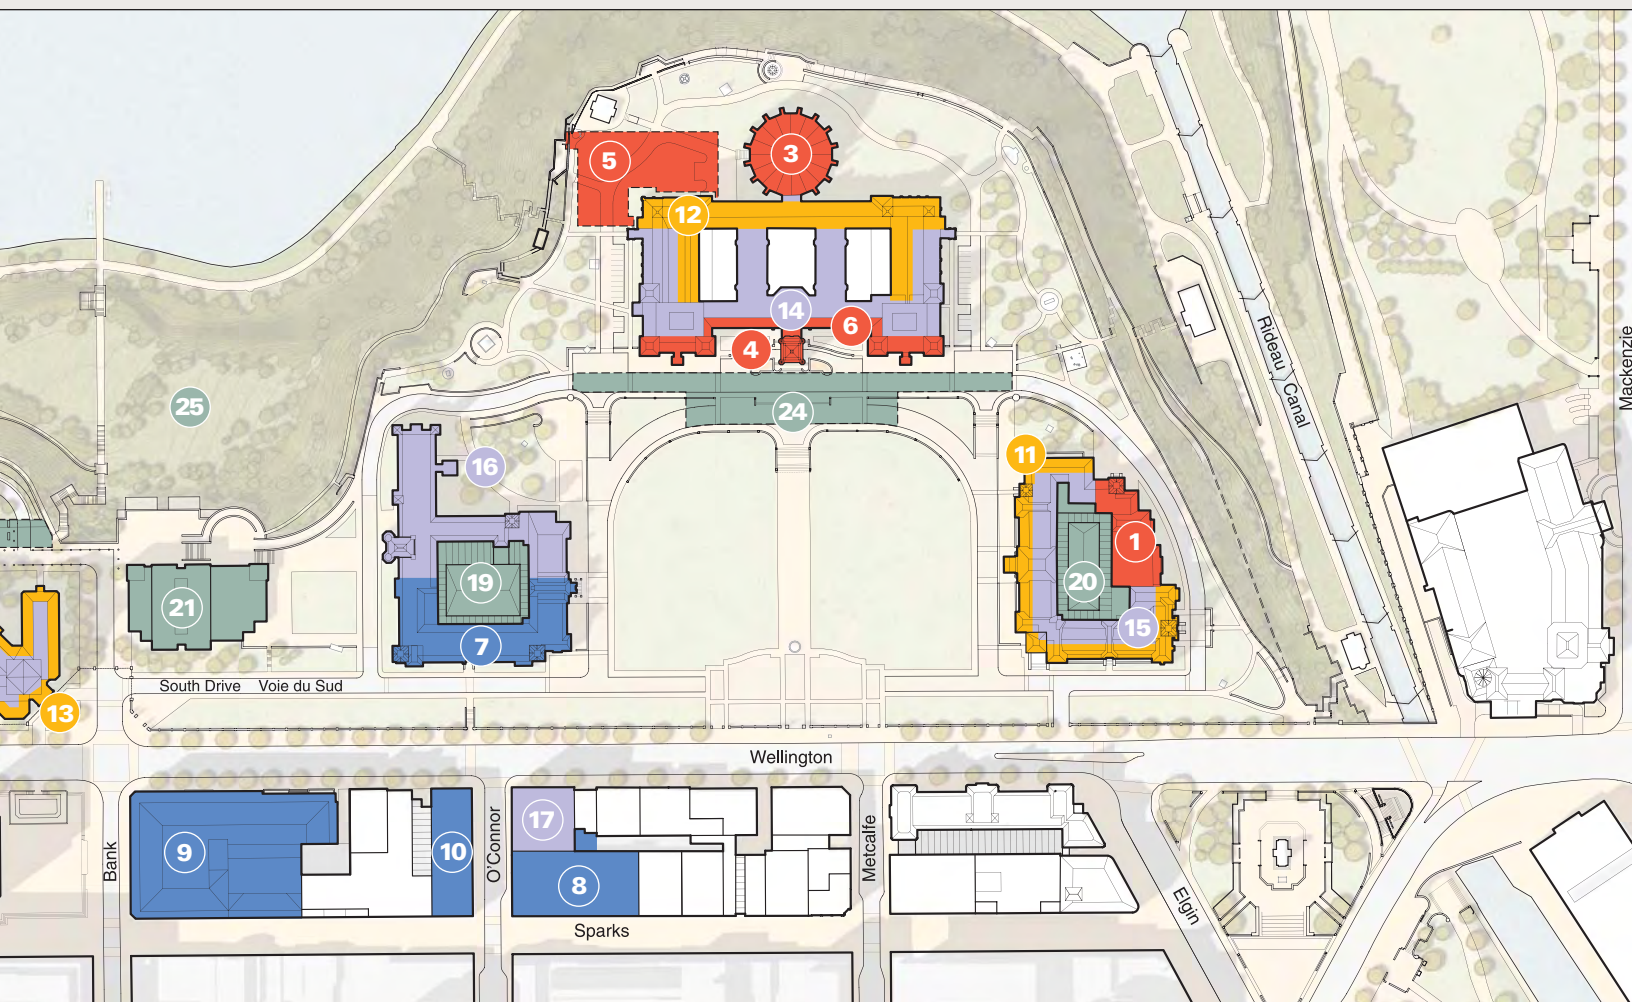 3
5
12
14
6
4
Rideau Canal
Mackenzie
25
24
11
16
1
19
20
21
15
7
South Drive Voie du Sud
13
Wellington
17
10
9
8
Bank
O'Connor
Metcalfe
Elgin
Sparks